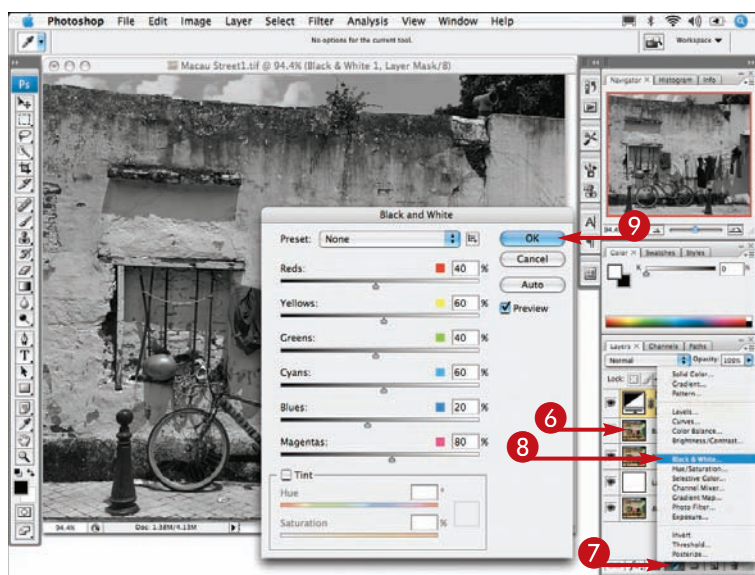 Photoshop File Edit Image Layer Select Filter Analysis View Window Help
No options for the current tool.
Workspace
Macau Street1.tif @ 94.4% (Black & White 1, Layer Mask/8)
Ps
Navigator × Histogram Info
94.4%
Black and White
Preset: None
OK
9
Cancel
Auto
Preview
Reds: 40 %
Yellows: 60 %
Greens: 40 %
Cyans: 60 %
Blues: 20 %
Magentas: 80 %
Tint
Hue °
Saturation %
94.4% Doc: 1.38M/4.13M
Color × Swatches Styles
K 0 %
Layers × Channels Paths
Normal Opacity: 100%
Lock:
Solid Color...
Gradient...
Pattern...
Levels...
Curves...
Color Balance...
Brightness/Contrast...
Black & White...
Hue/Saturation...
Selective Color...
Channel Mixer...
Gradient Map...
Photo Filter...
Exposure...
Invert
Threshold...
Posterize...
6
8
7